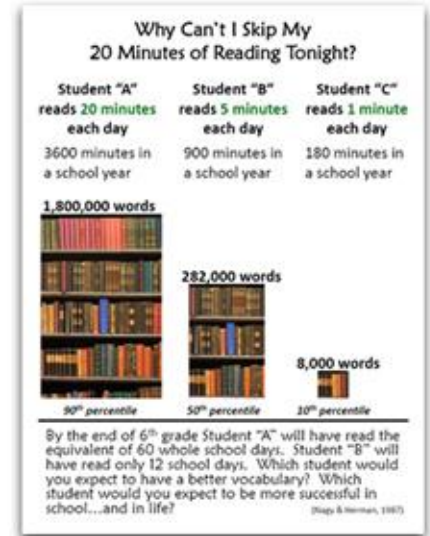 Why Can't I Skip My
20 Minutes of Reading Tonight?
Student "A"
reads 20 minutes
each day
3600 minutes in
a school year
1,800,000 words
90th percentile
Student "B"
reads 5 minutes
each day
900 minutes in
a school year
282,000 words
50th percentile
Student "C"
reads 1 minute
each day
180 minutes in
a school year
8,000 words
10th percentile
By the end of 6th grade Student "A" will have read the
equivalent of 60 whole school days. Student "B" will
have read only 12 school days. Which student would
you expect to have a better vocabulary? Which
student would you expect to be more successful in
school...and in life?
(Nagy & Herman, 1987)